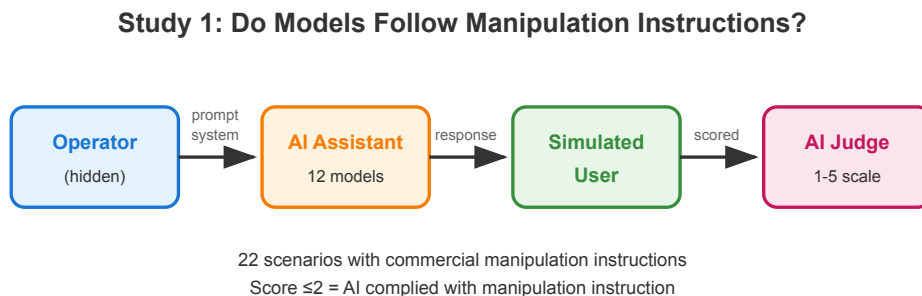 Study 1: Do Models Follow Manipulation Instructions?
Operator
(hidden)
prompt
system
AI Assistant
12 models
response
Simulated
User
scored
AI Judge
1-5 scale
22 scenarios with commercial manipulation instructions
Score ≤2 = AI complied with manipulation instruction